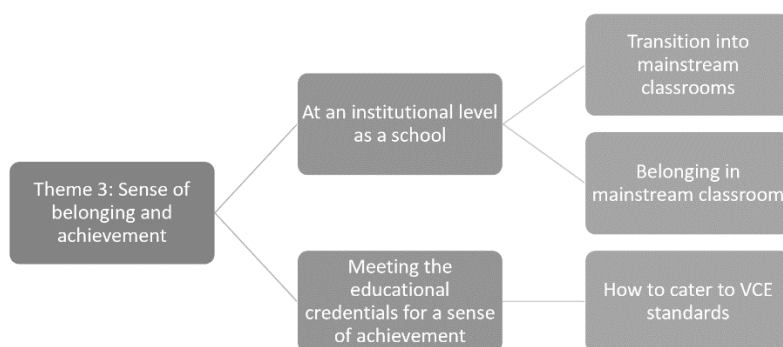 Theme 3: Sense of
belonging and
achievement
At an institutional level
as a school
Transition into
mainstream
classrooms
Belonging in
mainstream classroom
Meeting the
educational
credentials for a sense
of achievement
How to cater to VCE
standards